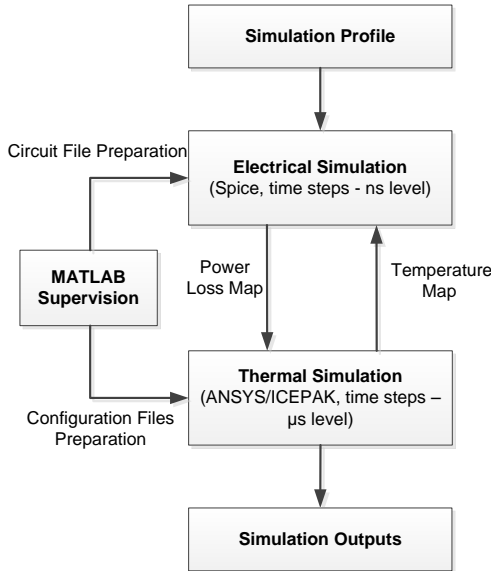 Simulation Profile
Circuit File Preparation
Electrical Simulation
(Spice, time steps - ns level)
MATLAB
Supervision
Power
Loss Map
Temperature
Map
Thermal Simulation
(ANSYS/ICEPAK, time steps –
µs level)
Configuration Files
Preparation
Simulation Outputs